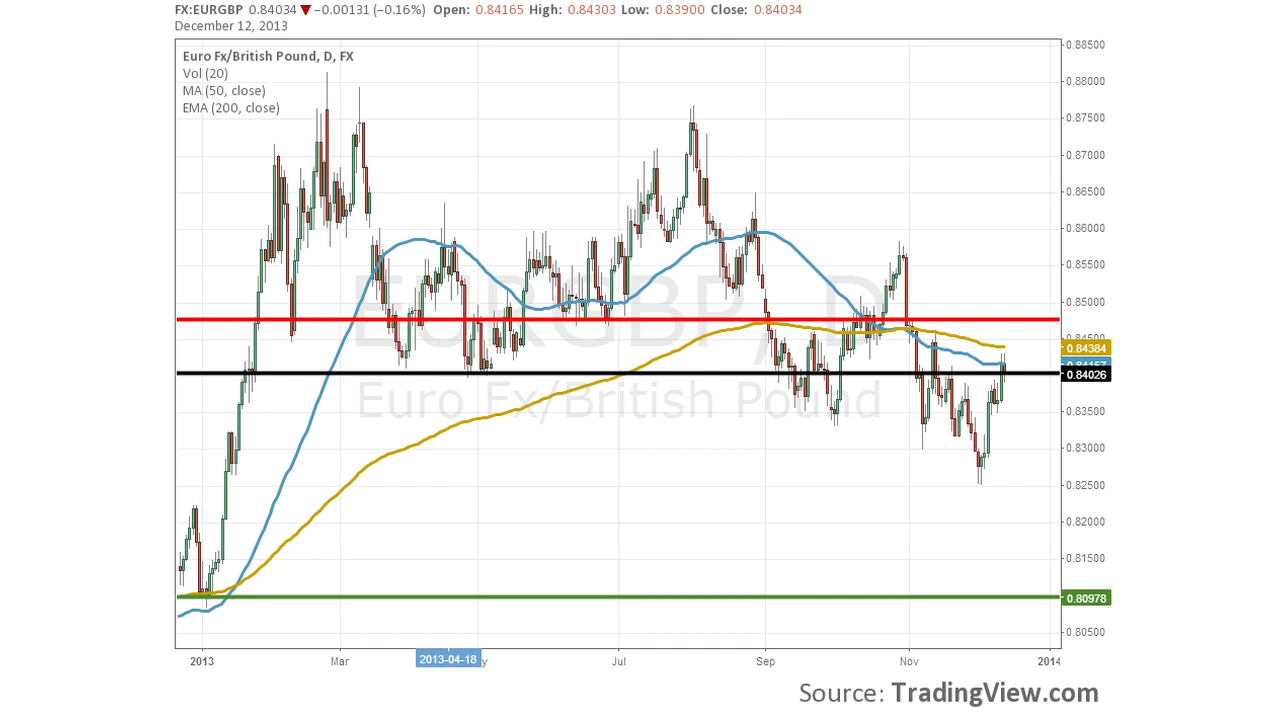 FX:EURGBP 0.84034 ▼ −0.00131 (−0.16%) Open: 0.84165 High: 0.84303 Low: 0.83900 Close: 0.84034
December 12, 2013
Euro Fx/British Pound, D, FX
Vol (20)
MA (50, close)
EMA (200, close)
EURGBP, D
Euro Fx/British Pound
0.88500
0.88000
0.87500
0.87000
0.86500
0.86000
0.85500
0.85000
0.84384
0.84026
0.83500
0.83000
0.82500
0.82000
0.81500
0.80978
0.80500
2013 Mar 2013-04-18 Jul Sep Nov 2014
Source: TradingView.com